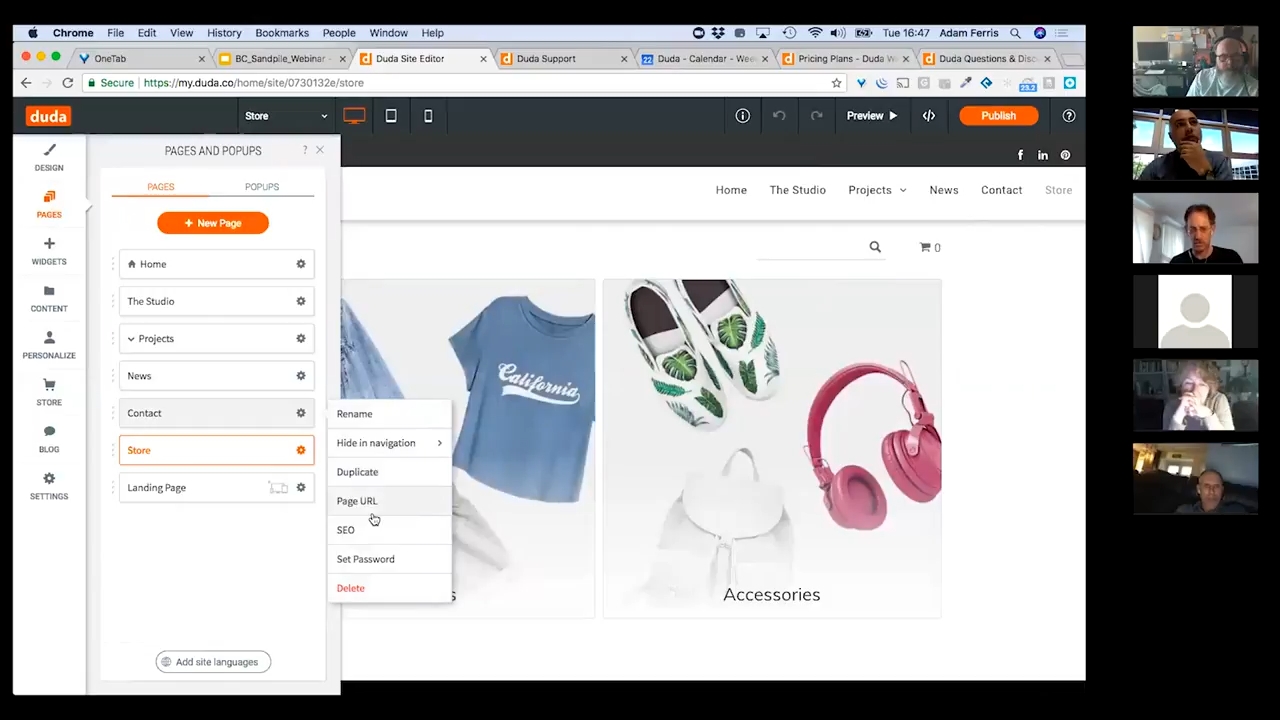 Chrome File Edit View History Bookmarks People Window Help Tue 16:47 Adam Ferris
OneTab BC_Sandpile_Webinar - Duda Site Editor Duda Support Duda - Calendar - Pricing Plans - Duda Duda Questions &
Secure https://my.duda.co/home/site/0730132e/store 23.2
duda Store Preview Publish
DESIGN
PAGES
WIDGETS
CONTENT
PERSONALIZE
STORE
BLOG
SETTINGS
PAGES AND POPUPS ?
PAGES POPUPS
+ New Page
Home
The Studio
Projects
News
Contact
Store
Landing Page
Add site languages
Rename
Hide in navigation
Duplicate
Page URL
SEO
Set Password
Delete
Home The Studio Projects News Contact Store
0
California
s
Accessories